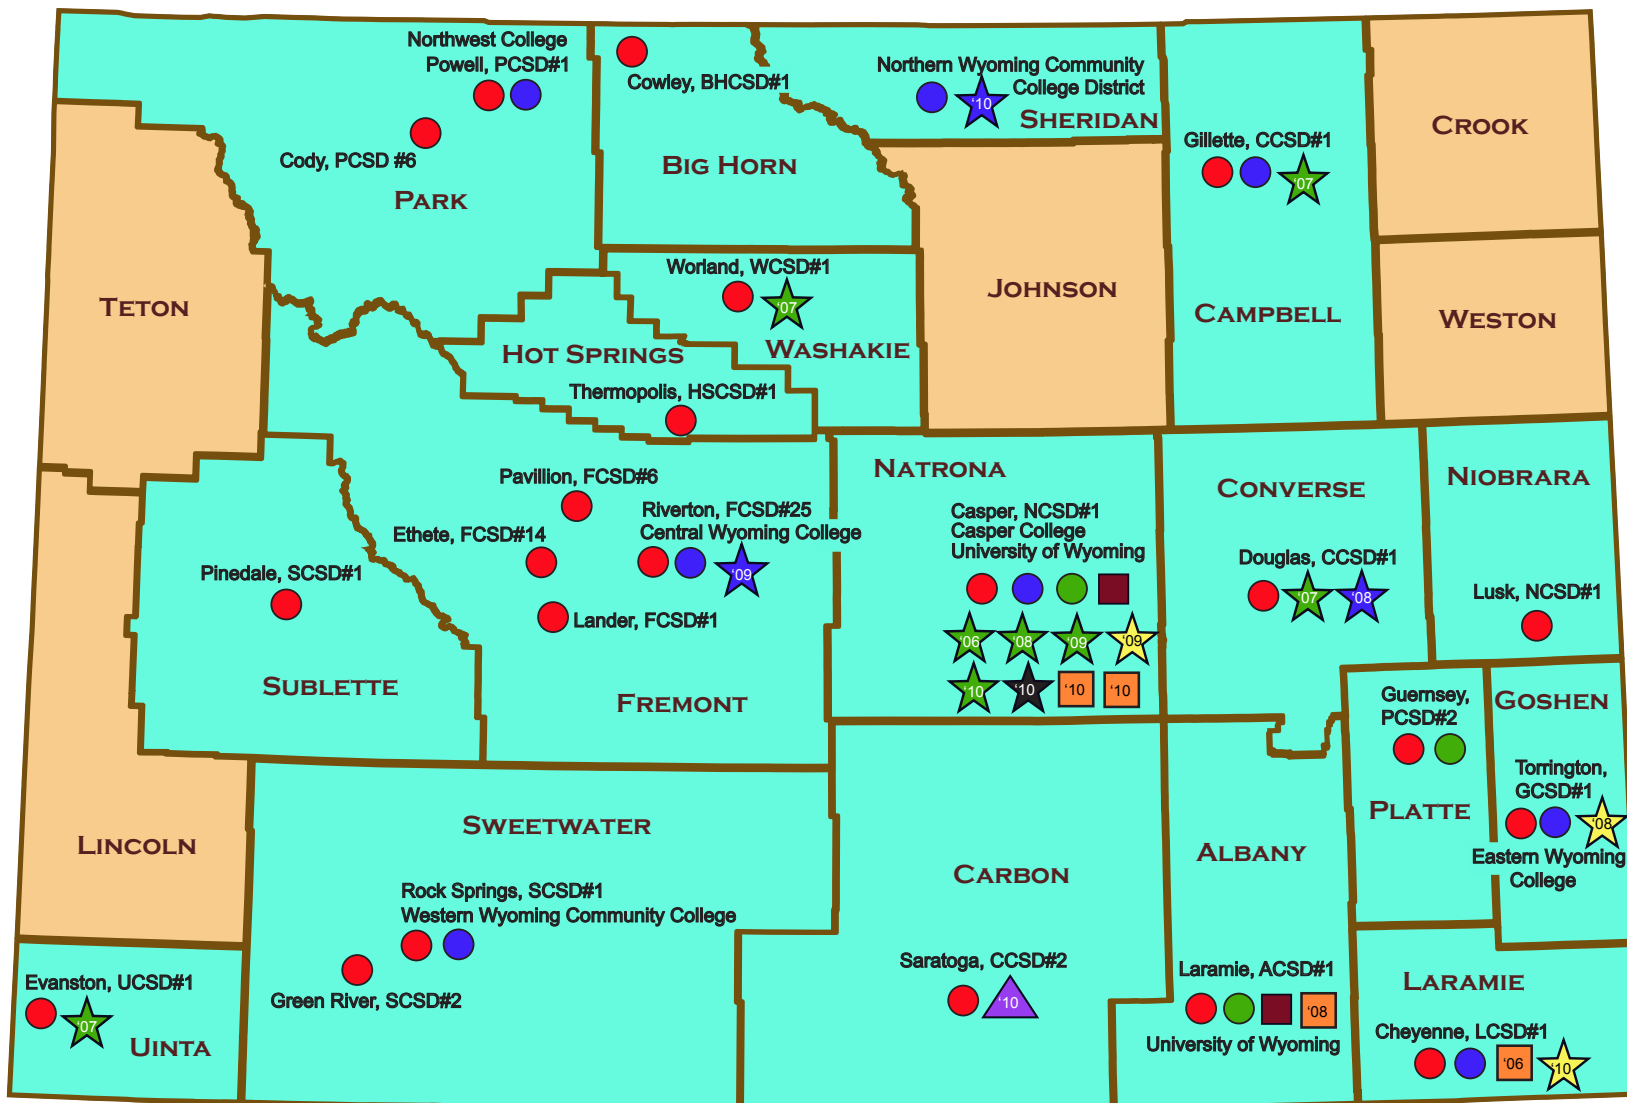 Northwest College
Powell, PCSD#1
Cody, PCSD #6
PARK
Cowley, BHCSD#1
BIG HORN
Northern Wyoming Community
College District
'10
SHERIDAN
Gillette, CCSD#1
'07
CAMPBELL
CROOK
WESTON
TETON
JOHNSON
Worland, WCSD#1
'07
WASHAKIE
HOT SPRINGS
Thermopolis, HSCSD#1
Pavillion, FCSD#6
Ethete, FCSD#14
Riverton, FCSD#25
Central Wyoming College
'09
Lander, FCSD#1
FREMONT
Pinedale, SCSD#1
SUBLETTE
NATRONA
Casper, NCSD#1
Casper College
University of Wyoming
'06 '08 '09 '09
'10 '10 '10 '10
CONVERSE
Douglas, CCSD#1
'07 '08
NIOBRARA
Lusk, NCSD#1
Guernsey,
PCSD#2
PLATTE
GOSHEN
Torrington,
GCSD#1
'08
Eastern Wyoming
College
LINCOLN
SWEETWATER
Rock Springs, SCSD#1
Western Wyoming Community College
Green River, SCSD#2
Evanston, UCSD#1
'07
UINTA
CARBON
Saratoga, CCSD#2
'10
ALBANY
Laramie, ACSD#1
'08
University of Wyoming
LARAMIE
Cheyenne, LCSD#1
'06 '10